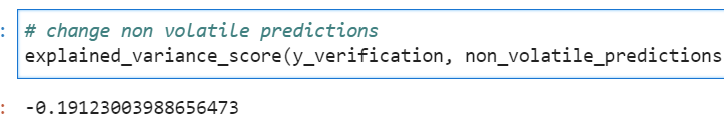 : # change non volatile predictions
explained_variance_score(y_verification, non_volatile_predictions
: -0.19123003988656473